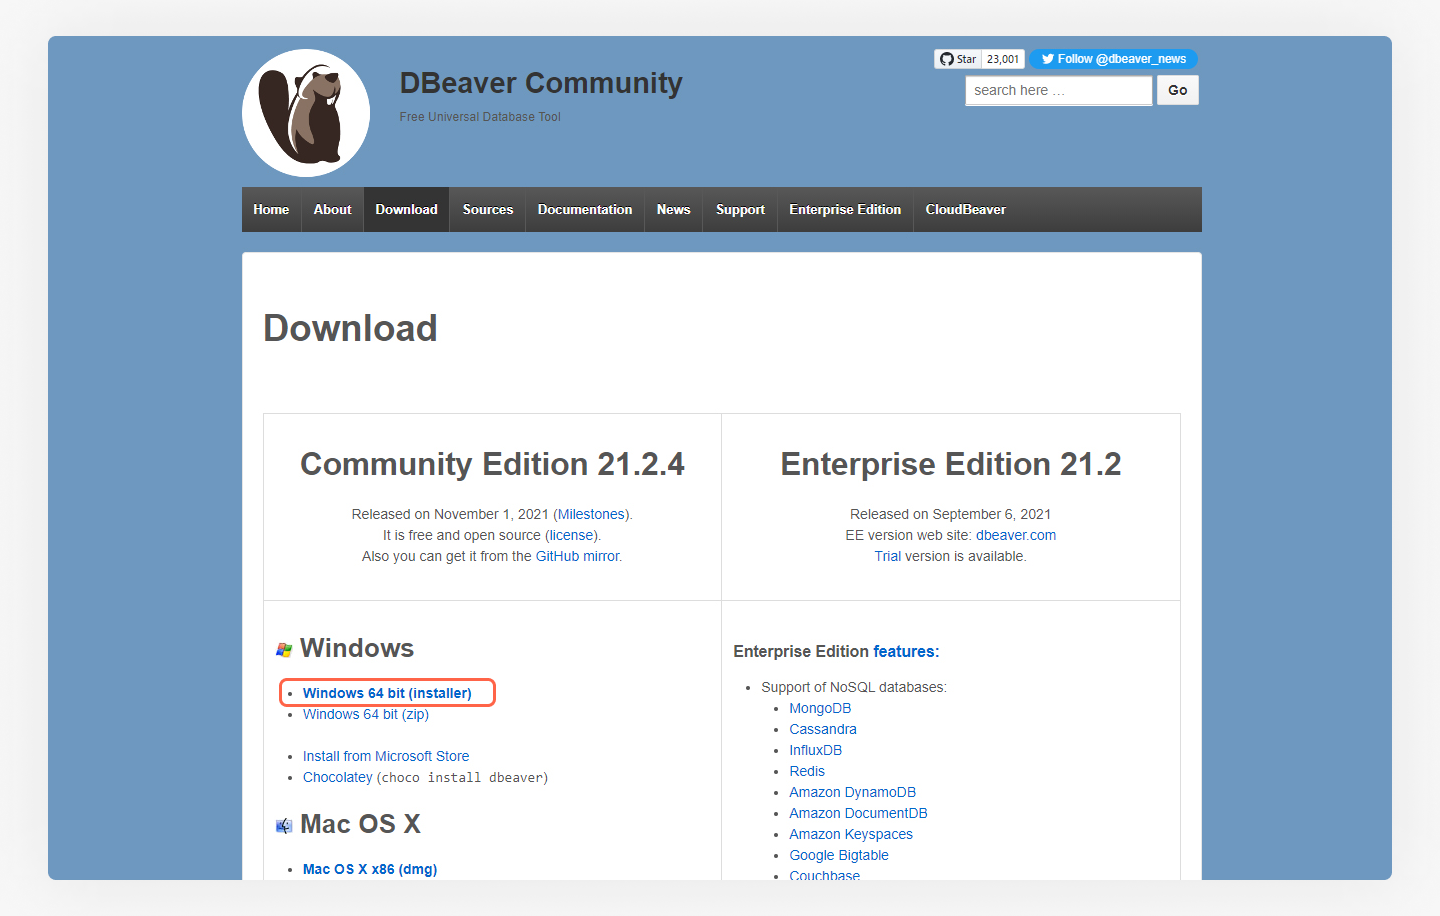 DBeaver Community
Free Universal Database Tool
Star 23,001 Follow @dbeaver_news
search here ... Go
Home About Download Sources Documentation News Support Enterprise Edition CloudBeaver
Download
Community Edition 21.2.4
Released on November 1, 2021 (Milestones).
It is free and open source (license).
Also you can get it from the GitHub mirror.
Enterprise Edition 21.2
Released on September 6, 2021
EE version web site: dbeaver.com
Trial version is available.
Windows
Windows 64 bit (installer)
Windows 64 bit (zip)
Install from Microsoft Store
Chocolatey (choco install dbeaver)
Mac OS X
Mac OS X x86 (dmg)
Enterprise Edition features:
Support of NoSQL databases:
MongoDB
Cassandra
InfluxDB
Redis
Amazon DynamoDB
Amazon DocumentDB
Amazon Keyspaces
Google Bigtable
Couchbase